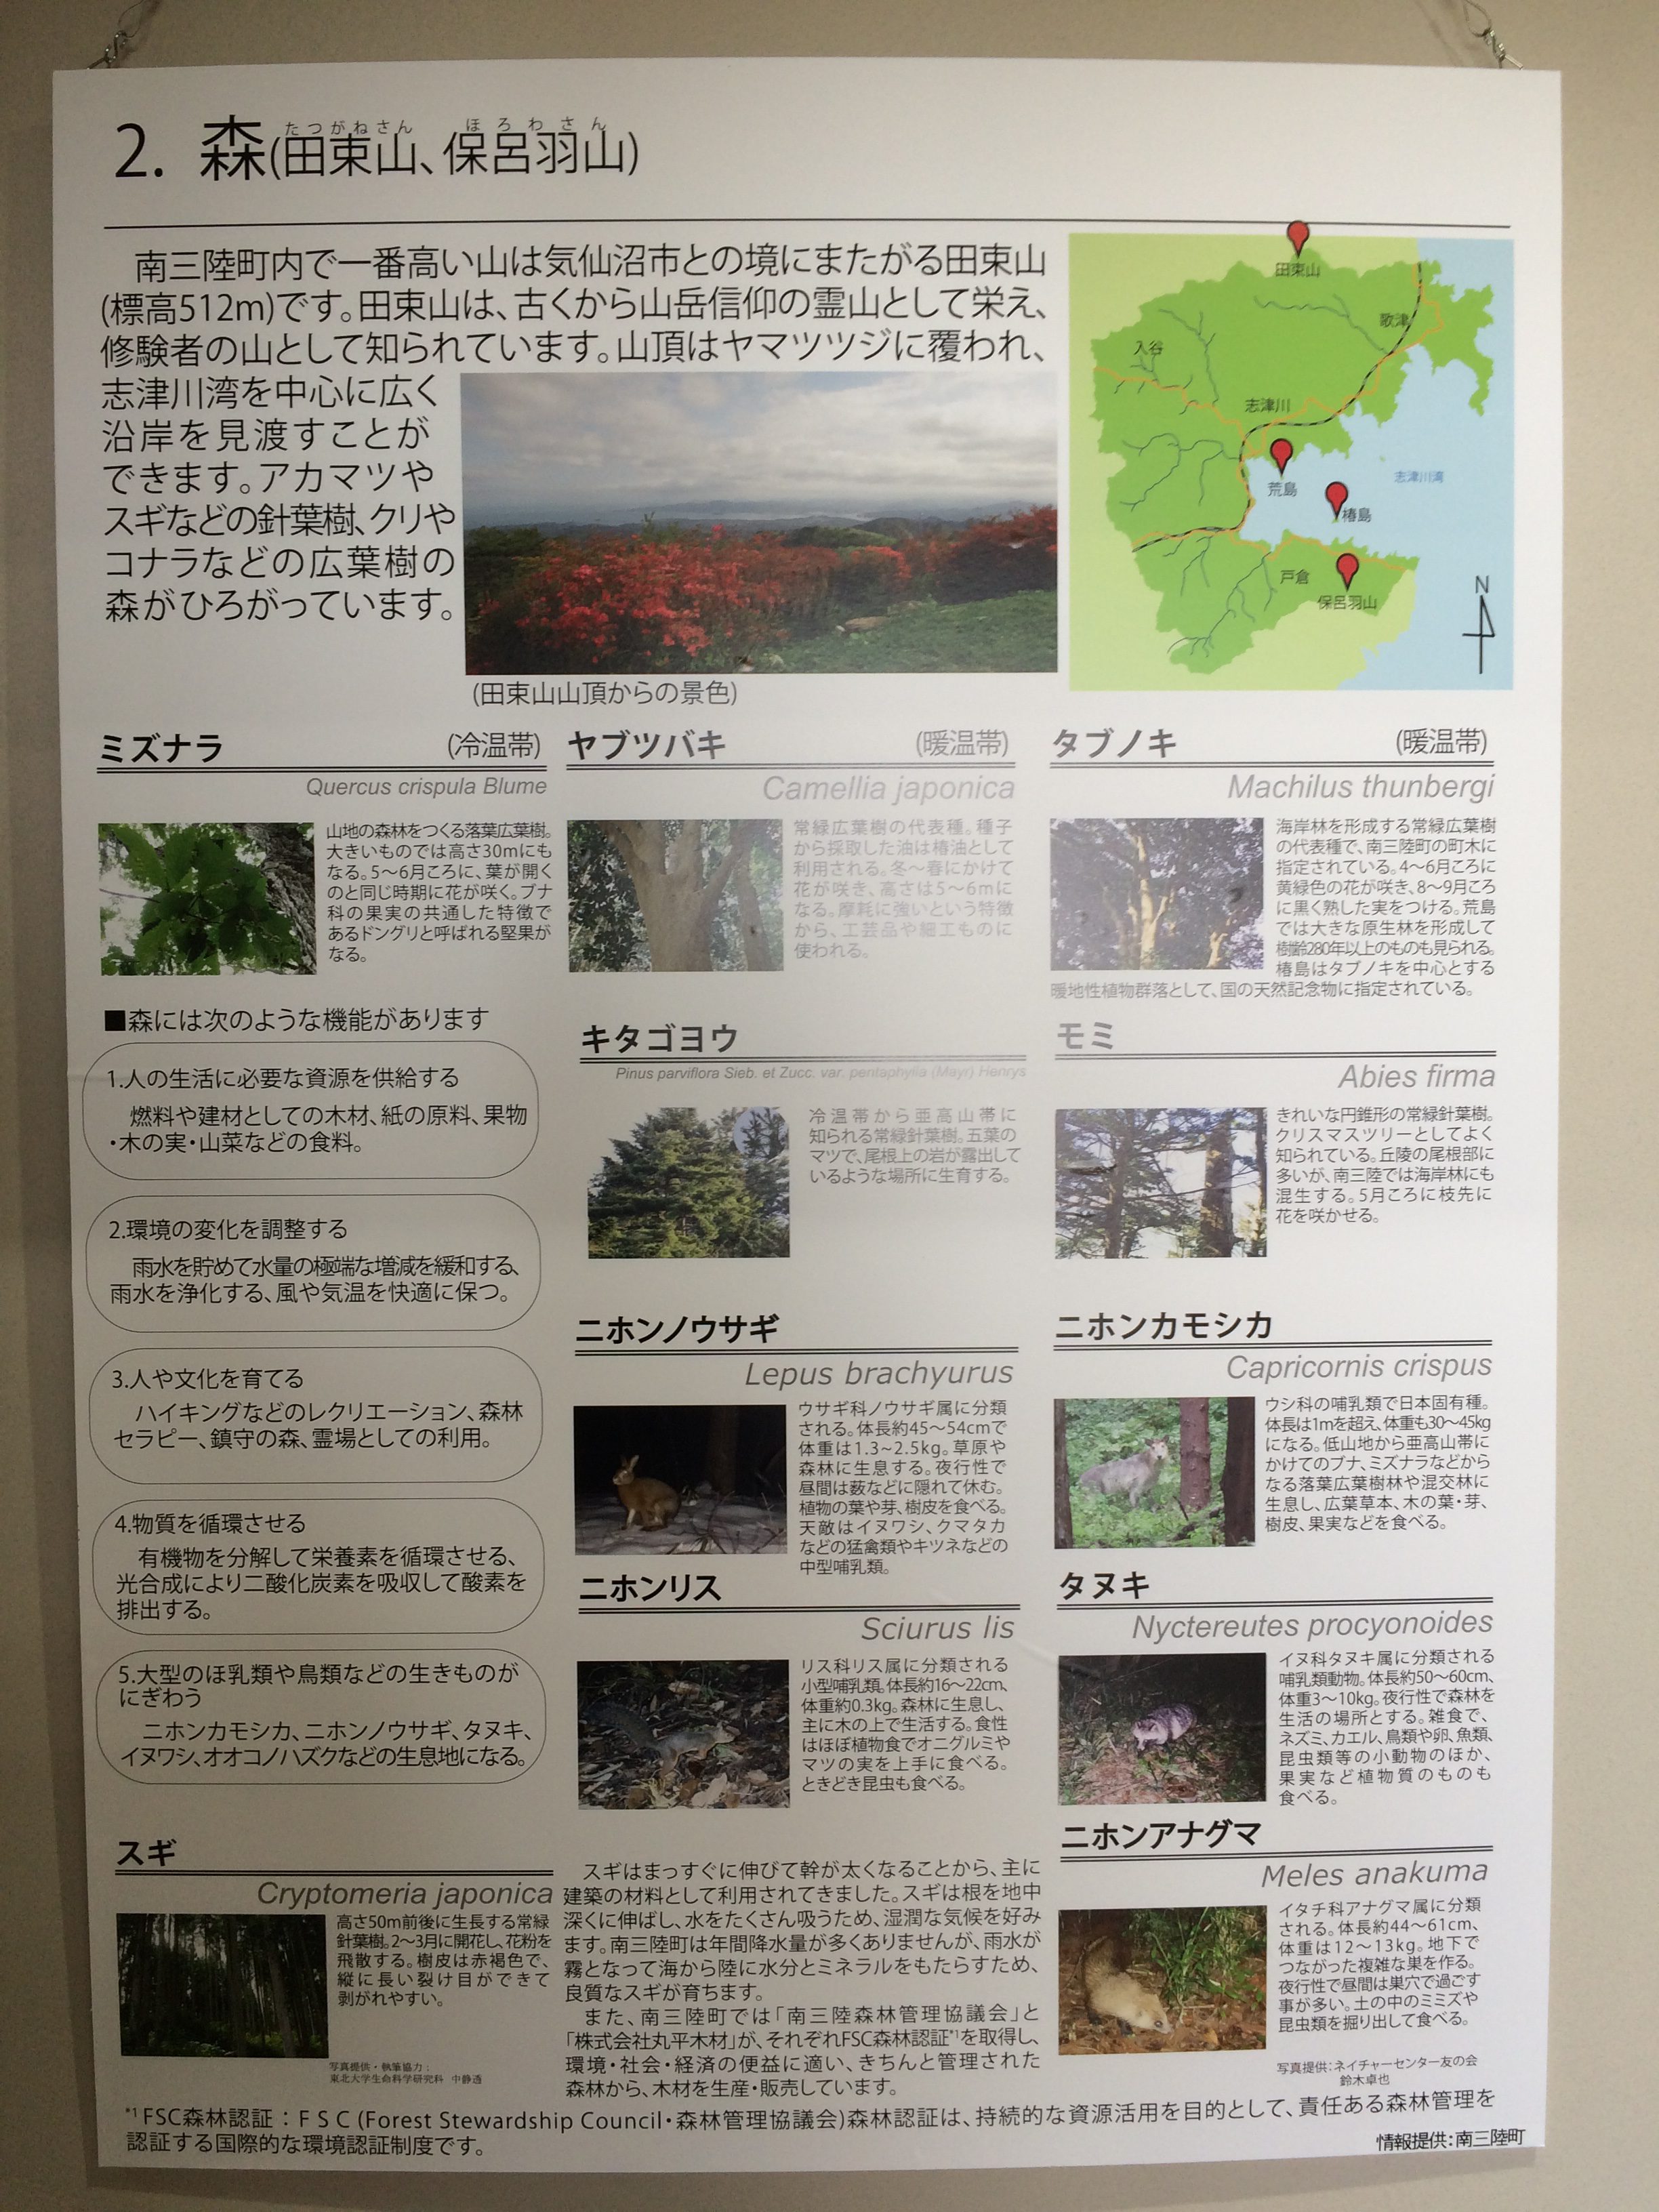 2. 森(田束山、保呂羽山)
たつがねさん
ほろわさん
南三陸町内で一番高い山は気仙沼市との境にまたがる田束山
(標高512m)です。田束山は、古くから山岳信仰の霊山として栄え、
修験者の山として知られています。山頂はヤマツツジに覆われ、
志津川湾を中心に広く
沿岸を見渡すことが
できます。アカマツや
スギなどの針葉樹、クリや
コナラなどの広葉樹の
森がひろがっています。
(田束山山頂からの景色)
入谷
田束山
志津川
歌津
荒島
椿島
戸倉
保呂羽山
志津川湾
N
ミズナラ
(冷温帯)
Quercus crispula Blume
山地の森林をつくる落葉広葉樹。
大きいものでは高さ30mにも
なる。5〜6月ころに、葉が開く
のと同じ時期に花が咲く。ブナ
科の果実の共通した特徴で
あるドングリと呼ばれる堅果が
なる。
ヤブツバキ
(暖温帯)
Camellia japonica
常緑広葉樹の代表種。種子
から採取した油は椿油として
利用される。冬〜春にかけて
花が咲き、高さは5〜6mに
なる。摩耗に強いという特徴
から、工芸品や細工ものに
使われる。
タブノキ
(暖温帯)
Machilus thunbergi
海岸林を形成する常緑広葉樹
の代表種で、南三陸町の町木に
指定されている。4〜6月ころに
黄緑色の花が咲き、8〜9月ころ
に黒く熟した実をつける。荒島
では大きな原生林を形成して
樹齢280年以上のものも見られる。
椿島はタブノキを中心とする
暖地性植物群落として、国の天然記念物に指定されている。
■森には次のような機能があります
1.人の生活に必要な資源を供給する
燃料や建材としての木材、紙の原料、果物
・木の実・山菜などの食料。
2.環境の変化を調整する
雨水を貯めて水量の極端な増減を緩和する、
雨水を浄化する、風や気温を快適に保つ。
3.人や文化を育てる
ハイキングなどのレクリエーション、森林
セラピー、鎮守の森、霊場としての利用。
4.物質を循環させる
有機物を分解して栄養素を循環させる、
光合成により二酸化炭素を吸収して酸素を
排出する。
5.大型のほ乳類や鳥類などの生きものが
にぎわう
ニホンカモシカ、ニホンノウサギ、タヌキ、
イヌワシ、オオコノハズクなどの生息地になる。
キタゴヨウ
Pinus parviflora Sieb. et Zucc. var. pentaphylla (Mayr) Henrys
冷温帯から亜高山帯に
知られる常緑針葉樹。五葉の
マツで、尾根上の岩が露出して
いるような場所に生育する。
モミ
Abies firma
きれいな円錐形の常緑針葉樹。
クリスマスツリーとしてよく
知られている。丘陵の尾根部に
多いが、南三陸では海岸林にも
混生する。5月ころに枝先に
花を咲かせる。
ニホンノウサギ
Lepus brachyurus
ウサギ科ノウサギ属に分類
される。体長約45〜54cmで
体重は1.3〜2.5kg。草原や
森林に生息する。夜行性で
昼間は藪などに隠れて休む。
植物の葉や芽、樹皮を食べる。
天敵はイヌワシ、クマタカ
などの猛禽類やキツネなどの
中型哺乳類。
ニホンカモシカ
Capricornis crispus
ウシ科の哺乳類で日本固有種。
体長は1mを超え、体重も30〜45kg
になる。低山地から亜高山帯に
かけてのブナ、ミズナラなどから
なる落葉広葉樹林や混交林に
生息し、広葉草本、木の葉・芽、
樹皮、果実などを食べる。
ニホンリス
Sciurus lis
リス科リス属に分類される
小型哺乳類。体長約16〜22cm、
体重約0.3kg。森林に生息し、
主に木の上で生活する。食性
はほぼ植物食でオニグルミや
マツの実を上手に食べる。
ときどき昆虫も食べる。
タヌキ
Nyctereutes procyonoides
イヌ科タヌキ属に分類される
哺乳類動物。体長約50〜60cm、
体重3〜10kg。夜行性で森林を
生活の場所とする。雑食で、
ネズミ、カエル、鳥類や卵、魚類、
昆虫類等の小動物のほか、
果実など植物質のものも
食べる。
スギ
Cryptomeria japonica
高さ50m前後に生長する常緑
針葉樹。2〜3月に開花し、花粉を
飛散する。樹皮は赤褐色で、
縦に長い裂け目ができて
剥がれやすい。
写真提供・執筆協力:
東北大学生命科学研究科 中静透
スギはまっすぐに伸びて幹が太くなることから、主に
建築の材料として利用されてきました。スギは根を地中
深くに伸ばし、水をたくさん吸うため、湿潤な気候を好み
ます。南三陸町は年間降水量が多くありませんが、雨水が
霧となって海から陸に水分とミネラルをもたらすため、
良質なスギが育ちます。
また、南三陸町では「南三陸森林管理協議会」と
「株式会社丸平木材」が、それぞれFSC森林認証*1を取得し、
環境・社会・経済の便益に適い、きちんと管理された
森林から、木材を生産・販売しています。
ニホンアナグマ
Meles anakuma
イタチ科アナグマ属に分類
される。体長約44〜61cm、
体重は12〜13kg。地下で
つながった複雑な巣を作る。
夜行性で昼間は巣穴で過ごす
事が多い。土の中のミミズや
昆虫類を掘り出して食べる。
写真提供:ネイチャーセンター友の会
鈴木卓也
*1FSC森林認証:FSC(Forest Stewardship Council・森林管理協議会)森林認証は、持続的な資源活用を目的として、責任ある森林管理を
認証する国際的な環境認証制度です。
情報提供:南三陸町